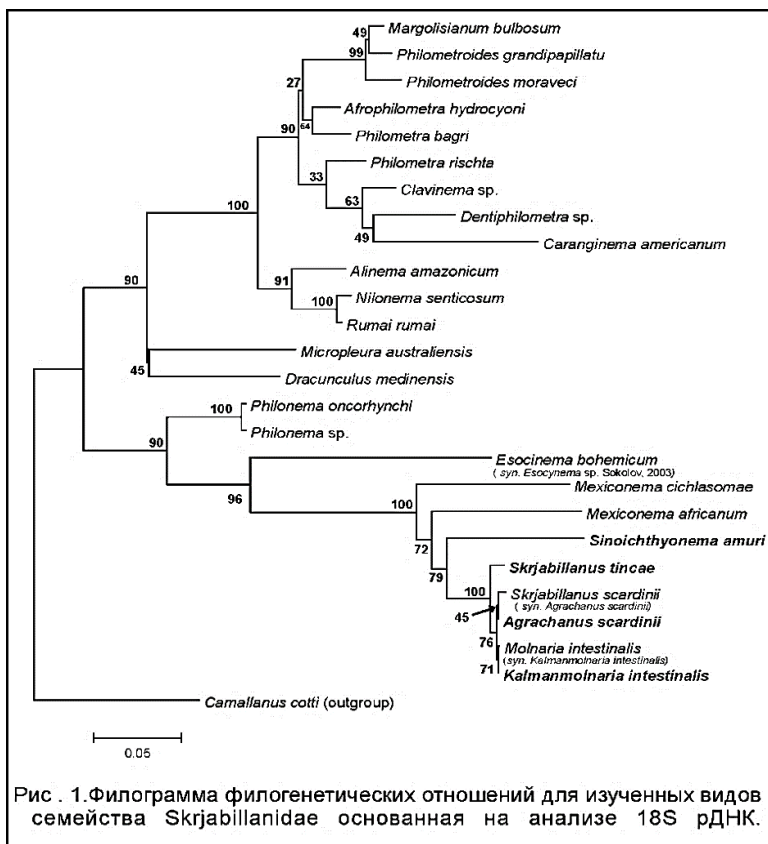 49
Margolisianum bulbosum
Philometroides grandipapillatu
99
Philometroides moraveci
27
Afrophilometra hydrocyoni
64
90
Philometra bagri
Philometra rischta
33
Clavinema sp.
63
Dentiphilometra sp.
100
49
Caranginema americanum
Alinema amazonicum
91
90
Nilonema senticosum
100
Rumai rumai
Micropleura australiensis
45
Dracunculus medinensis
Philonema oncorhynchi
100
Philonema sp.
90
Esocinema bohemicum
( syn. Esocynema sp. Sokolov, 2003)
96
Mexiconema cichlasomae
100
Mexiconema africanum
72
Sinoichthyonema amuri
79
Skrjabillanus tincae
100
Skrjabillanus scardinii
( syn. Agrachanus scardinii)
45
Agrachanus scardinii
76
Molnaria intestinalis
(syn. Kalmanmolnaria intestinalis)
71
Kalmanmolnaria intestinalis
Camallanus cotti (outgroup)
0.05
Рис . 1.Филограмма филогенетических отношений для изученных видов
семейства Skrjabillanidae основанная на анализе 18S рДНК.